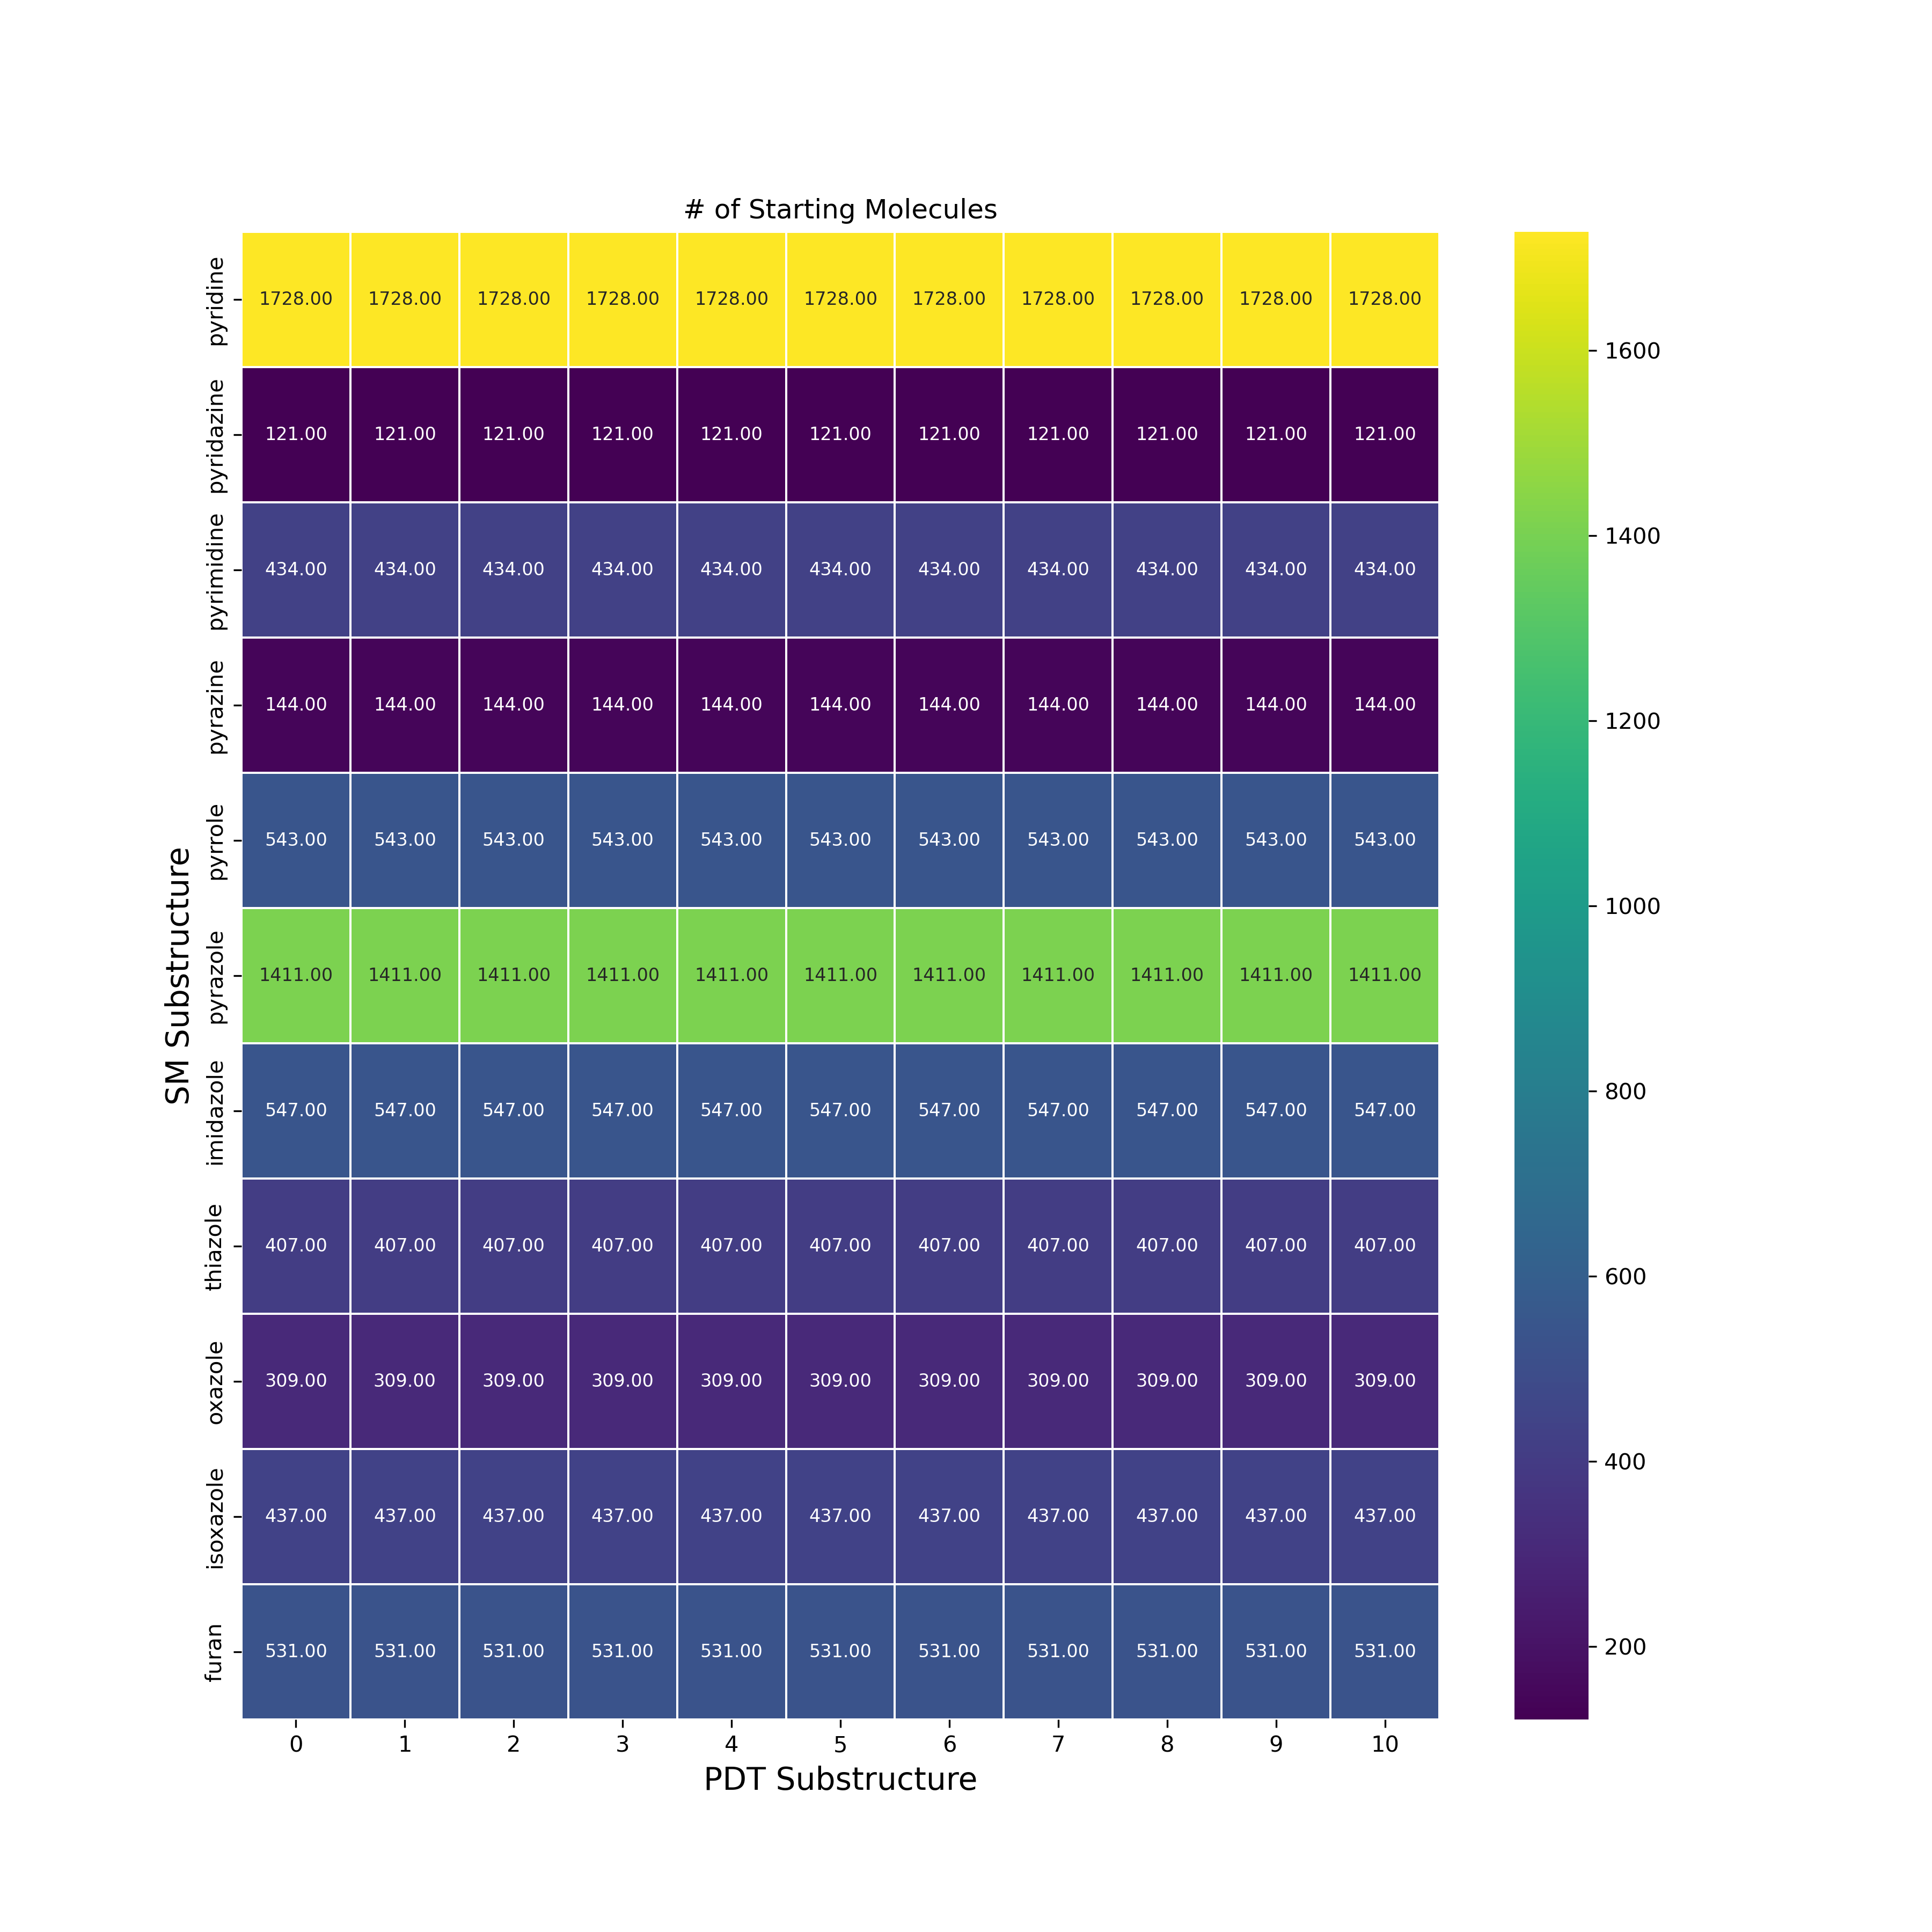 # of Starting Molecules
pyridine 1728.00 1728.00 1728.00 1728.00 1728.00 1728.00 1728.00 1728.00 1728.00 1728.00 1728.00
pyridazine 121.00 121.00 121.00 121.00 121.00 121.00 121.00 121.00 121.00 121.00 121.00
pyrimidine 434.00 434.00 434.00 434.00 434.00 434.00 434.00 434.00 434.00 434.00 434.00
pyrazine 144.00 144.00 144.00 144.00 144.00 144.00 144.00 144.00 144.00 144.00 144.00
pyrrole 543.00 543.00 543.00 543.00 543.00 543.00 543.00 543.00 543.00 543.00 543.00
pyrazole 1411.00 1411.00 1411.00 1411.00 1411.00 1411.00 1411.00 1411.00 1411.00 1411.00 1411.00
imidazole 547.00 547.00 547.00 547.00 547.00 547.00 547.00 547.00 547.00 547.00 547.00
thiazole 407.00 407.00 407.00 407.00 407.00 407.00 407.00 407.00 407.00 407.00 407.00
oxazole 309.00 309.00 309.00 309.00 309.00 309.00 309.00 309.00 309.00 309.00 309.00
isoxazole 437.00 437.00 437.00 437.00 437.00 437.00 437.00 437.00 437.00 437.00 437.00
furan 531.00 531.00 531.00 531.00 531.00 531.00 531.00 531.00 531.00 531.00 531.00
0 1 2 3 4 5 6 7 8 9 10
PDT Substructure
SM Substructure
1600
1400
1200
1000
800
600
400
200